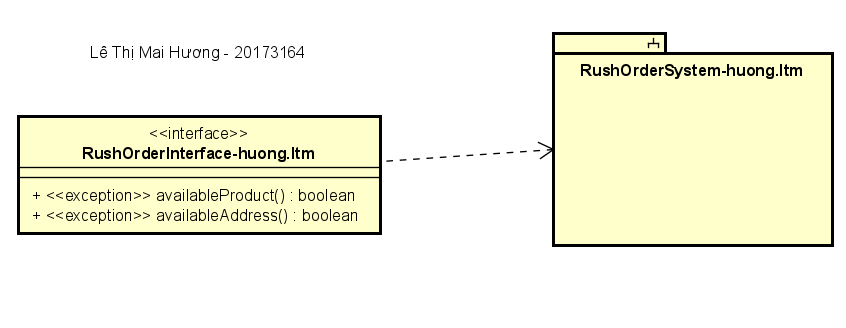 Lê Thị Mai Hương - 20173164
<<interface>>
RushOrderInterface-huong.ltm
+ <<exception>> availableProduct() : boolean
+ <<exception>> availableAddress() : boolean
RushOrderSystem-huong.ltm